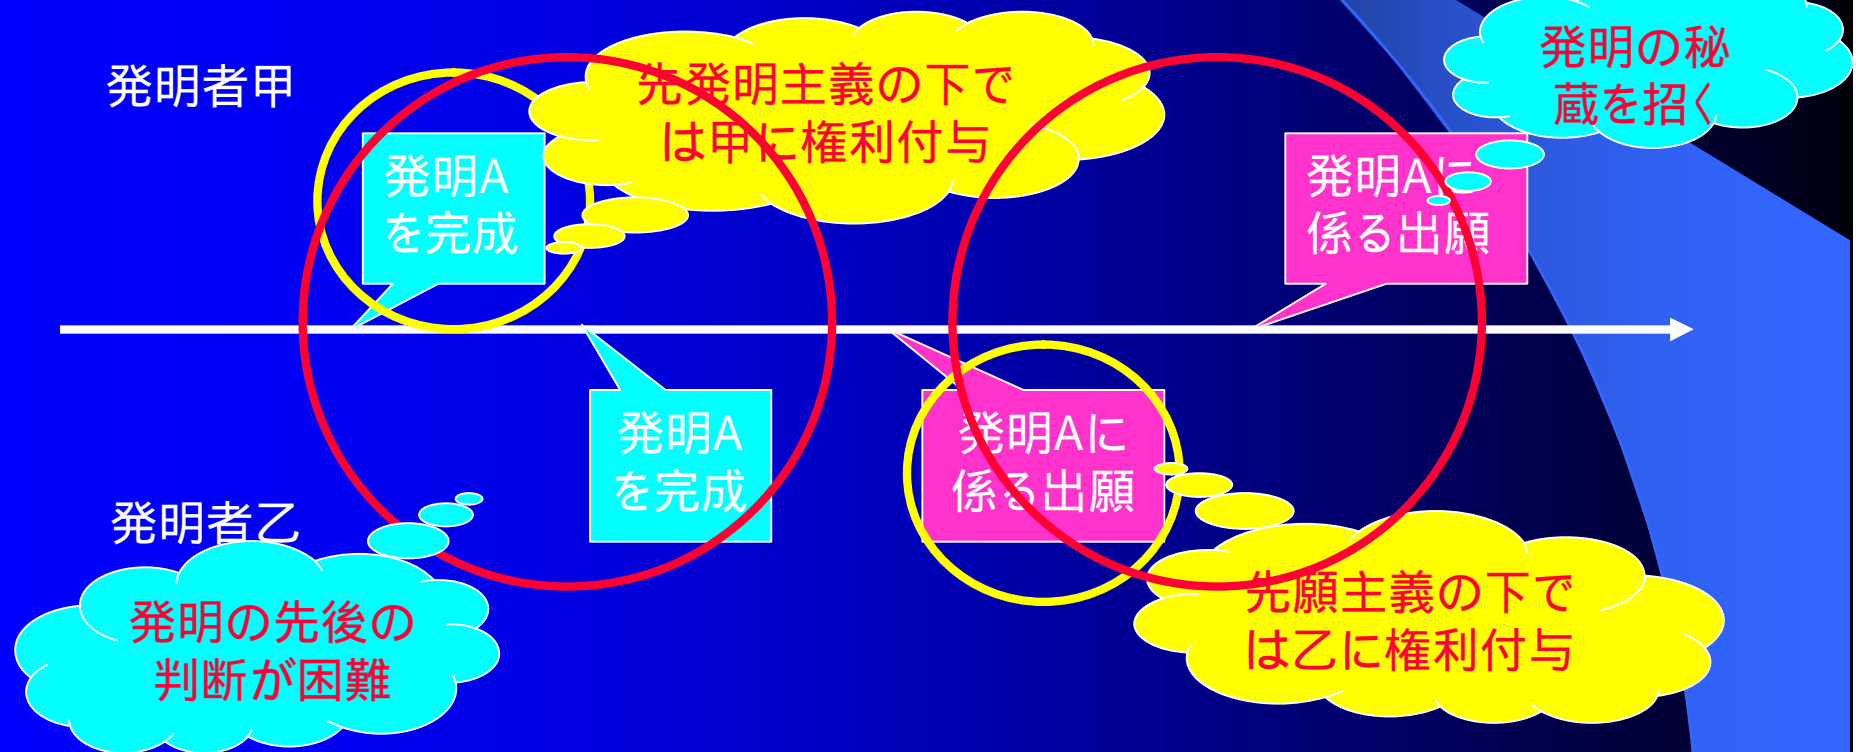 発明者甲
先発明主義の下で
は甲に権利付与
発明の秘
蔵を招く
発明A
を完成
発明Aに
係る出願
発明A
を完成
発明Aに
係る出願
発明者乙
発明の先後の
判断が困難
先願主義の下で
は乙に権利付与